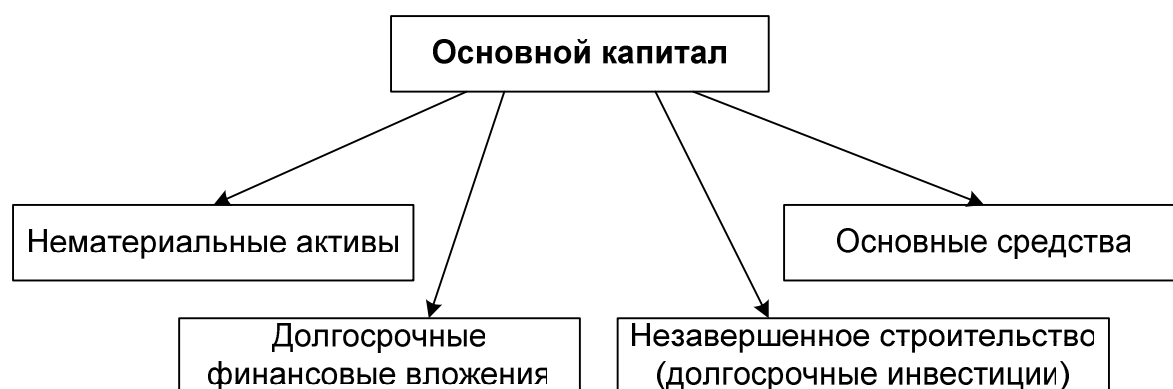 Основной капитал
Нематериальные активы
Основные средства
Долгосрочные
финансовые вложения
Незавершенное строительство
(долгосрочные инвестиции)